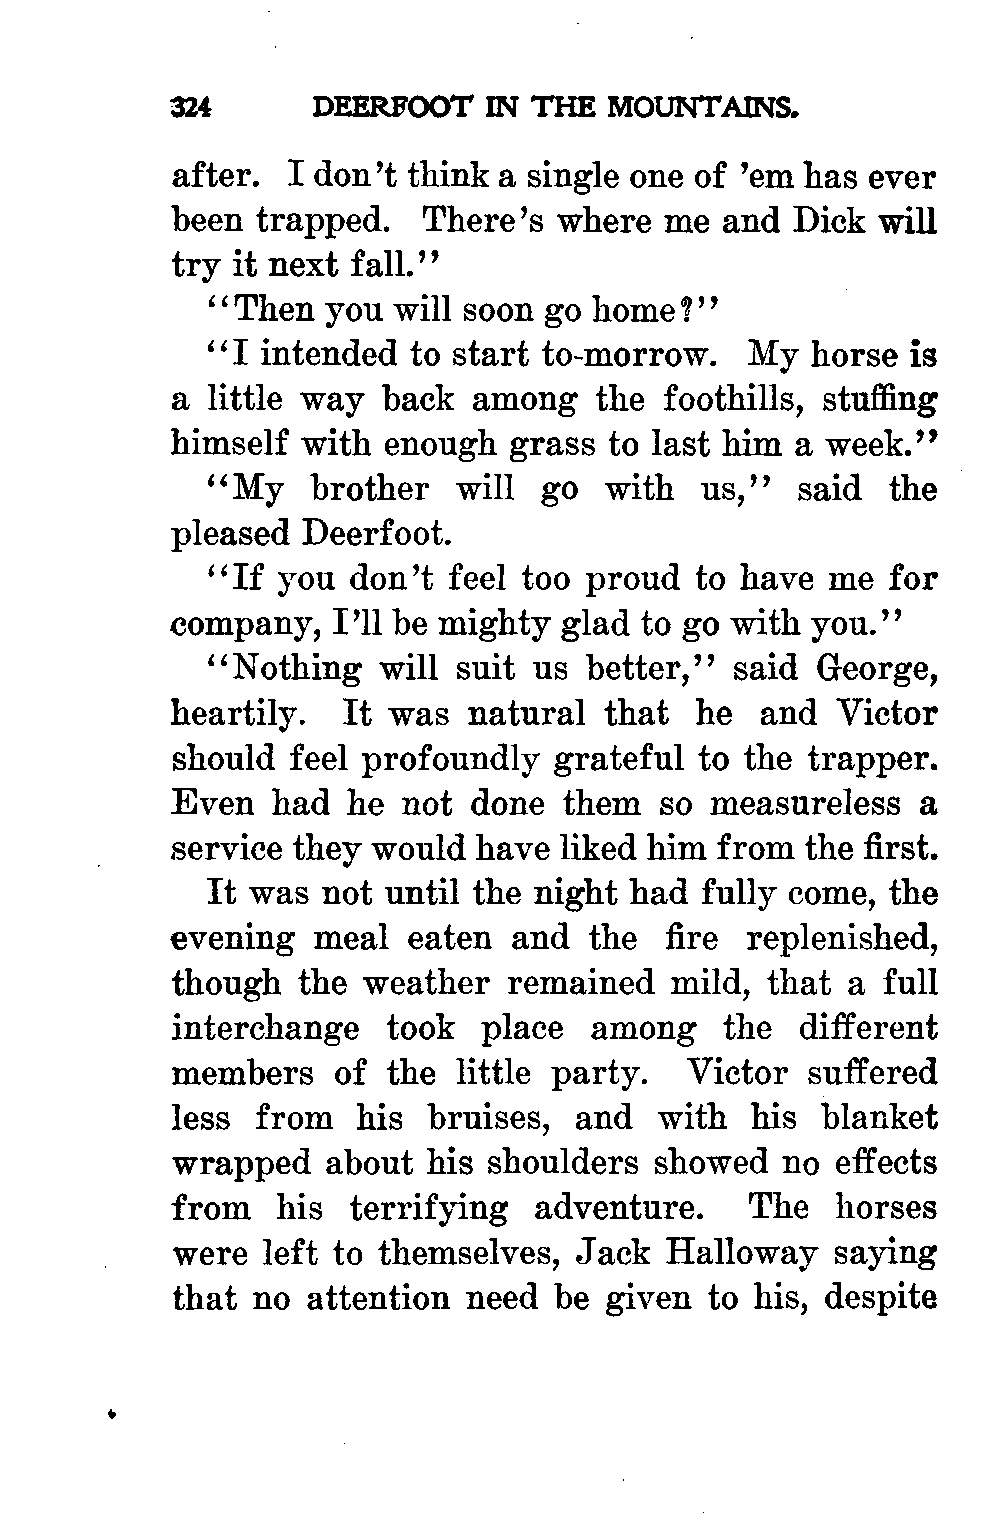 324 DEERFOOT IN THE MOUNTAINS.
after. I don't think a single one of 'em has ever
been trapped. There's where me and Dick will
try it next fall."
"Then you will soon go home?"
"I intended to start to-morrow. My horse is
a little way back among the foothills, stuffing
himself with enough grass to last him a week."
"My brother will go with us," said the
pleased Deerfoot.
"If you don't feel too proud to have me for
company, I'll be mighty glad to go with you."
"Nothing will suit us better," said George,
heartily. It was natural that he and Victor
should feel profoundly grateful to the trapper.
Even had he not done them so measureless a
service they would have liked him from the first.
It was not until the night had fully come, the
evening meal eaten and the fire replenished,
though the weather remained mild, that a full
interchange took place among the different
members of the little party. Victor suffered
less from his bruises, and with his blanket
wrapped about his shoulders showed no effects
from his terrifying adventure. The horses
were left to themselves, Jack Halloway saying
that no attention need be given to his, despite